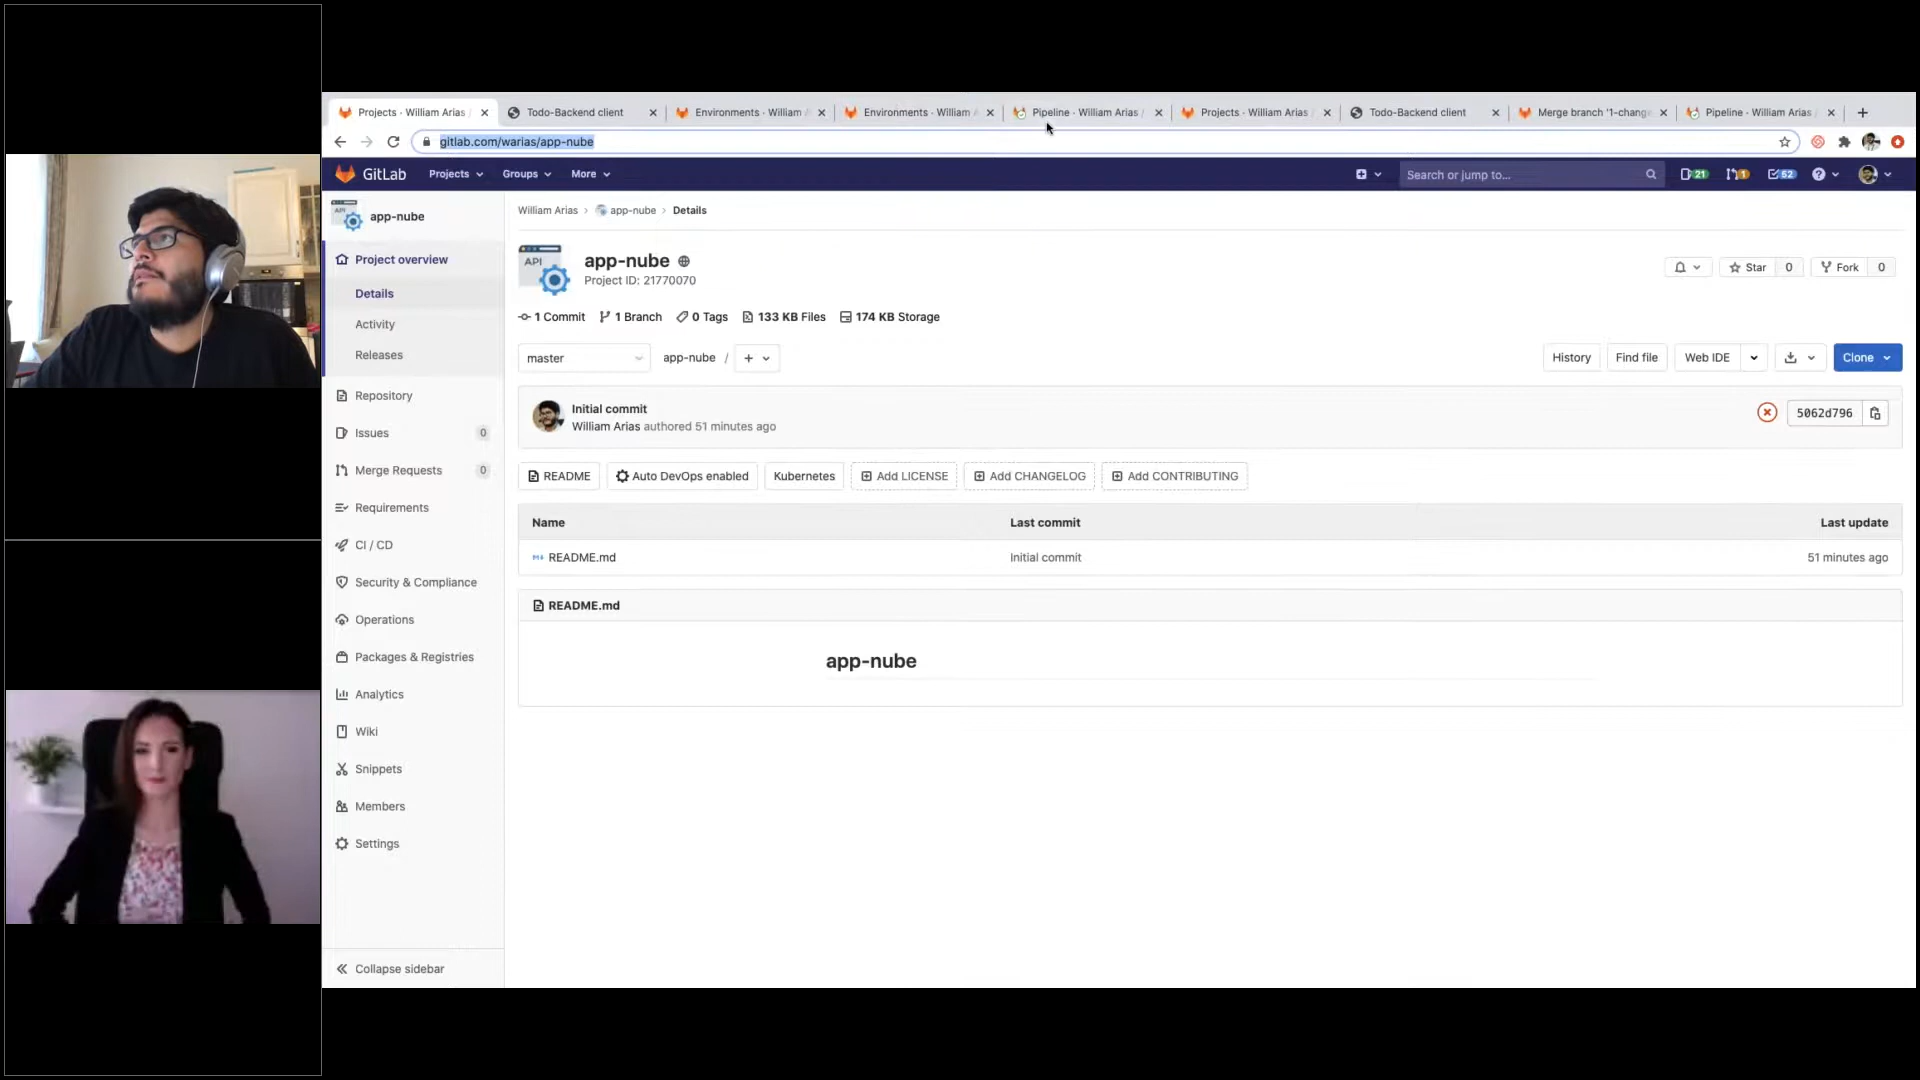 Projects · William Arias /
Todo-Backend client
Environments · William A
Environments · William A
Pipeline · William Arias /
Projects · William Arias /
Todo-Backend client
Merge branch '1-change
Pipeline · William Arias /
gitlab.com/warias/app-nube
GitLab
Projects
Groups
More
Search or jump to...
21
1
52
API
app-nube
William Arias > app-nube > Details
Project overview
Details
Activity
Releases
Repository
Issues 0
Merge Requests 0
Requirements
CI / CD
Security & Compliance
Operations
Packages & Registries
Analytics
Wiki
Snippets
Members
Settings
Collapse sidebar
API
app-nube
Project ID: 21770070
Star 0
Fork 0
1 Commit 1 Branch 0 Tags 133 KB Files 174 KB Storage
master
app-nube /
History
Find file
Web IDE
Clone
Initial commit
William Arias authored 51 minutes ago
5062d796
README
Auto DevOps enabled
Kubernetes
Add LICENSE
Add CHANGELOG
Add CONTRIBUTING
Name Last commit Last update
README.md Initial commit 51 minutes ago
README.md
app-nube